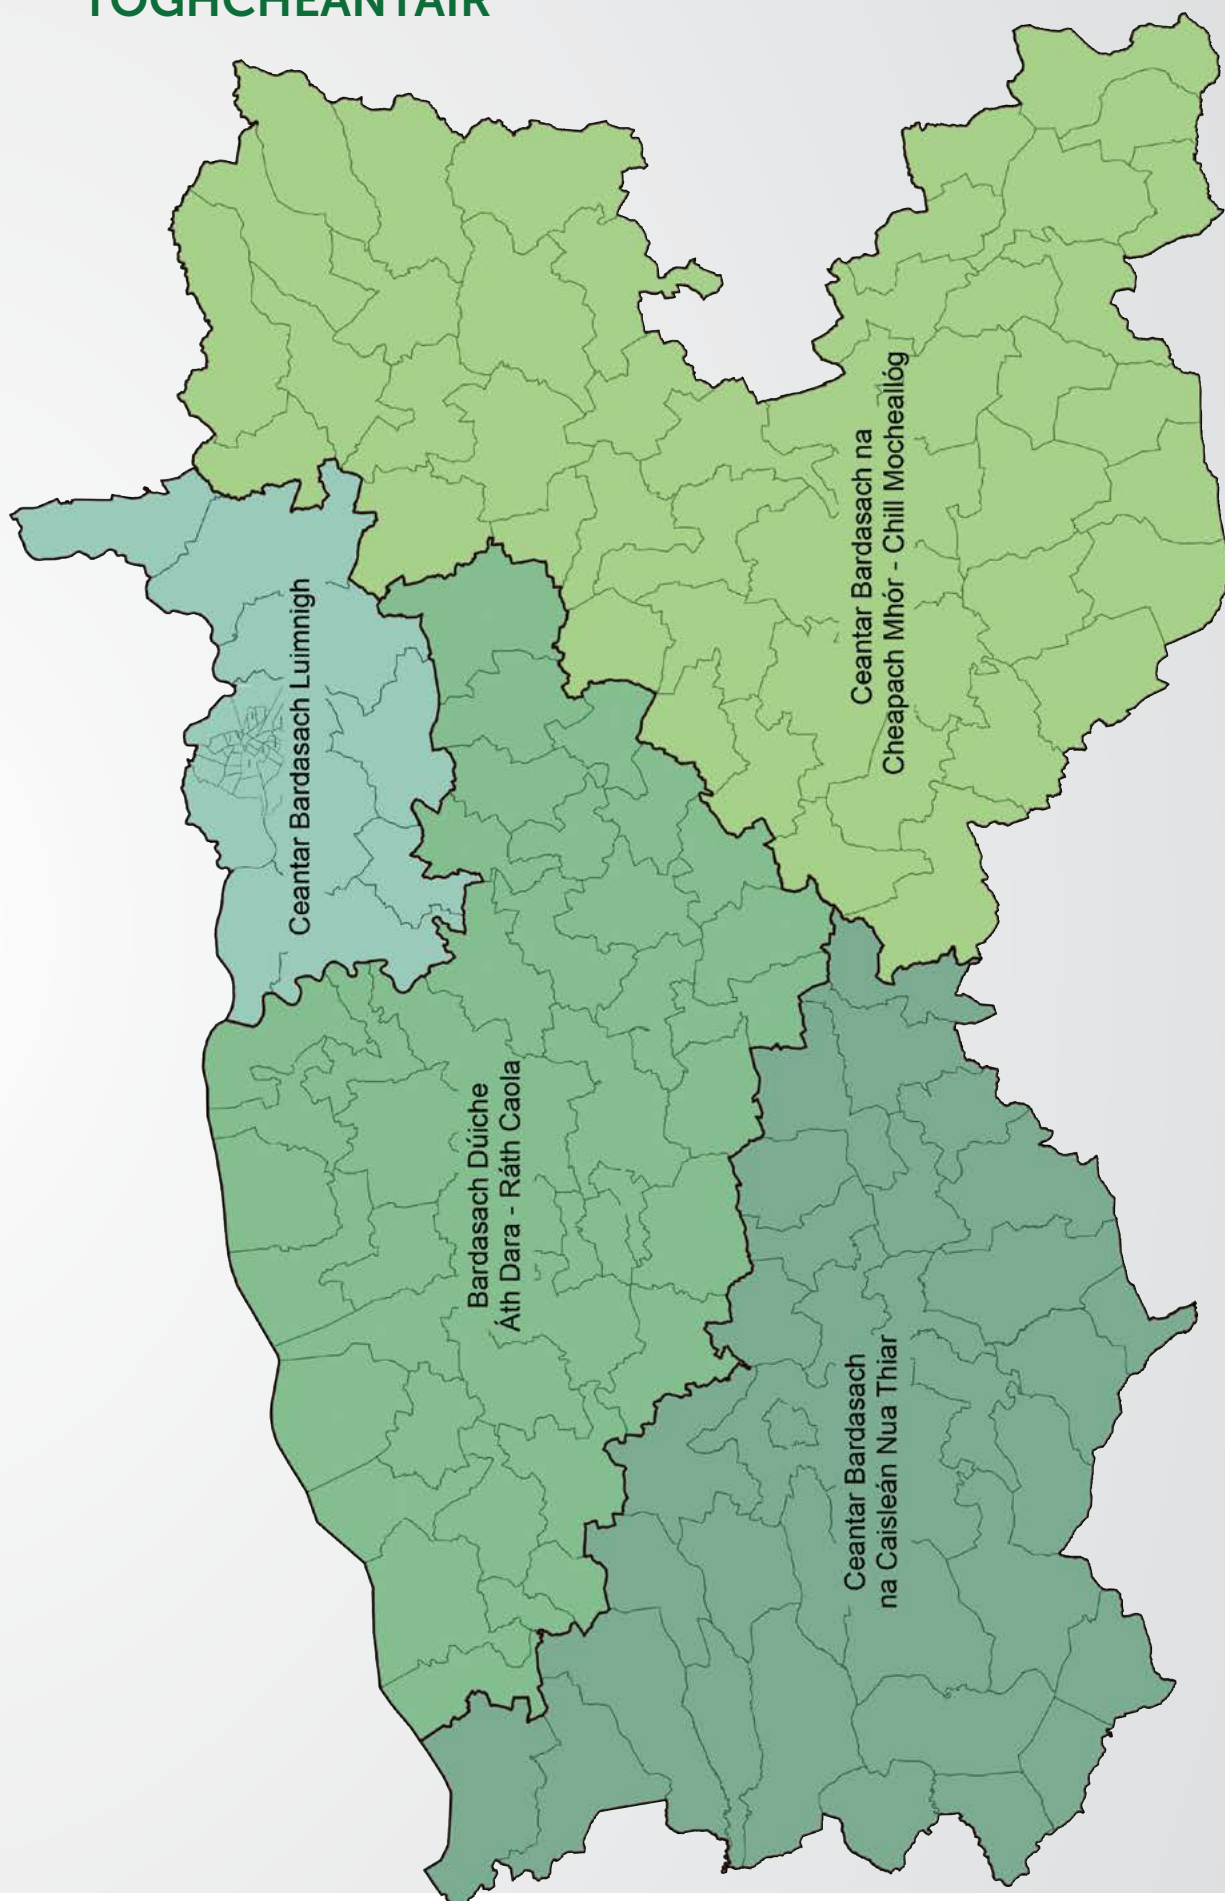 TOGHCHEANTAIR
Ceantar Bardasach Luimnigh
Bardasach Dúiche
Áth Dara - Ráth Caola
Ceantar Bardasach na
Cheapach Mhór - Chill Mocheallóg
Ceantar Bardasach
na Caisleán Nua Thiar